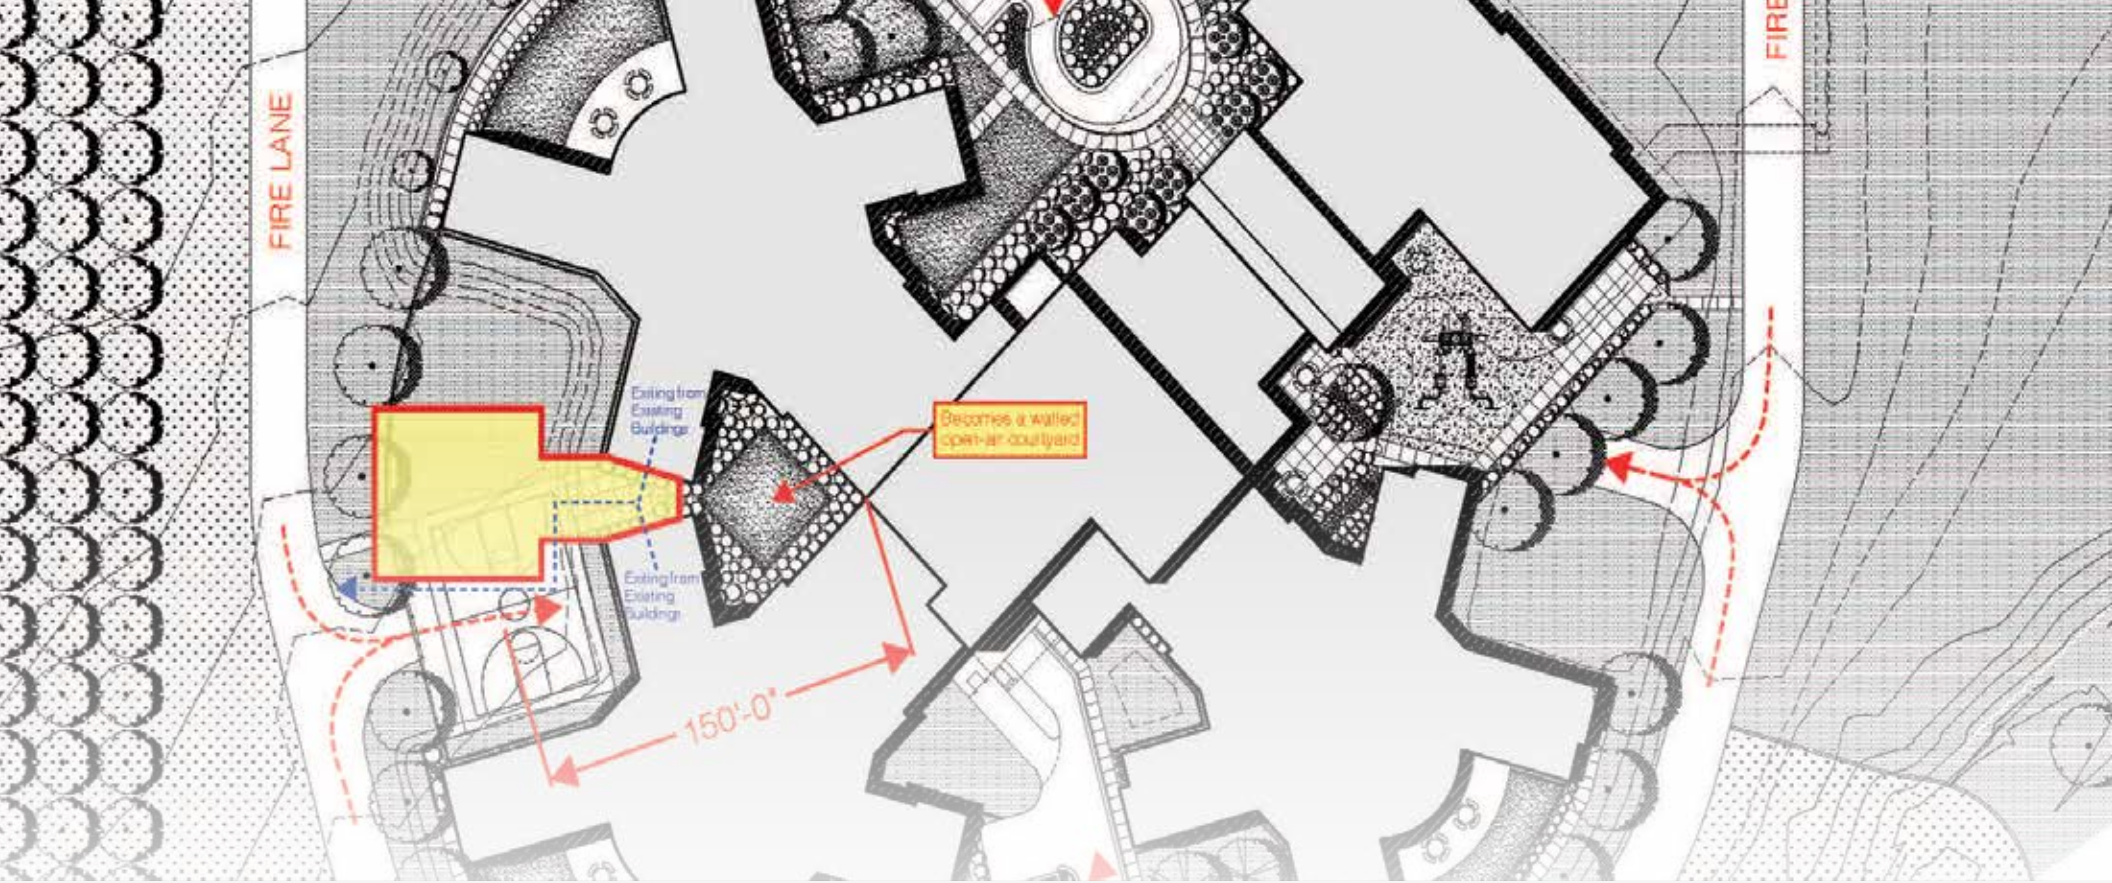 FIRE
FIRE LANE
Exiting from
Existing
Buildings
Becomes a walled
open-air courtyard
Exiting from
Existing
Buildings
150'-0"